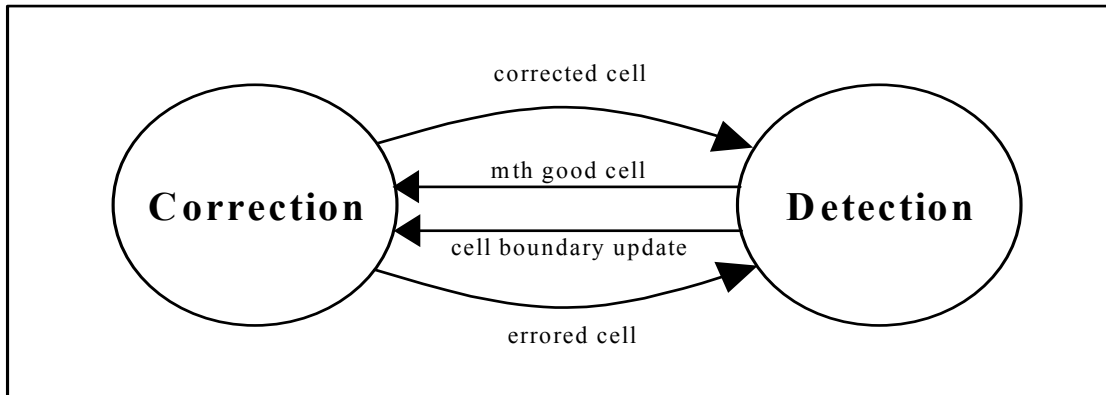 corrected cell
mth good cell
Correction
Detection
cell boundary update
errored cell